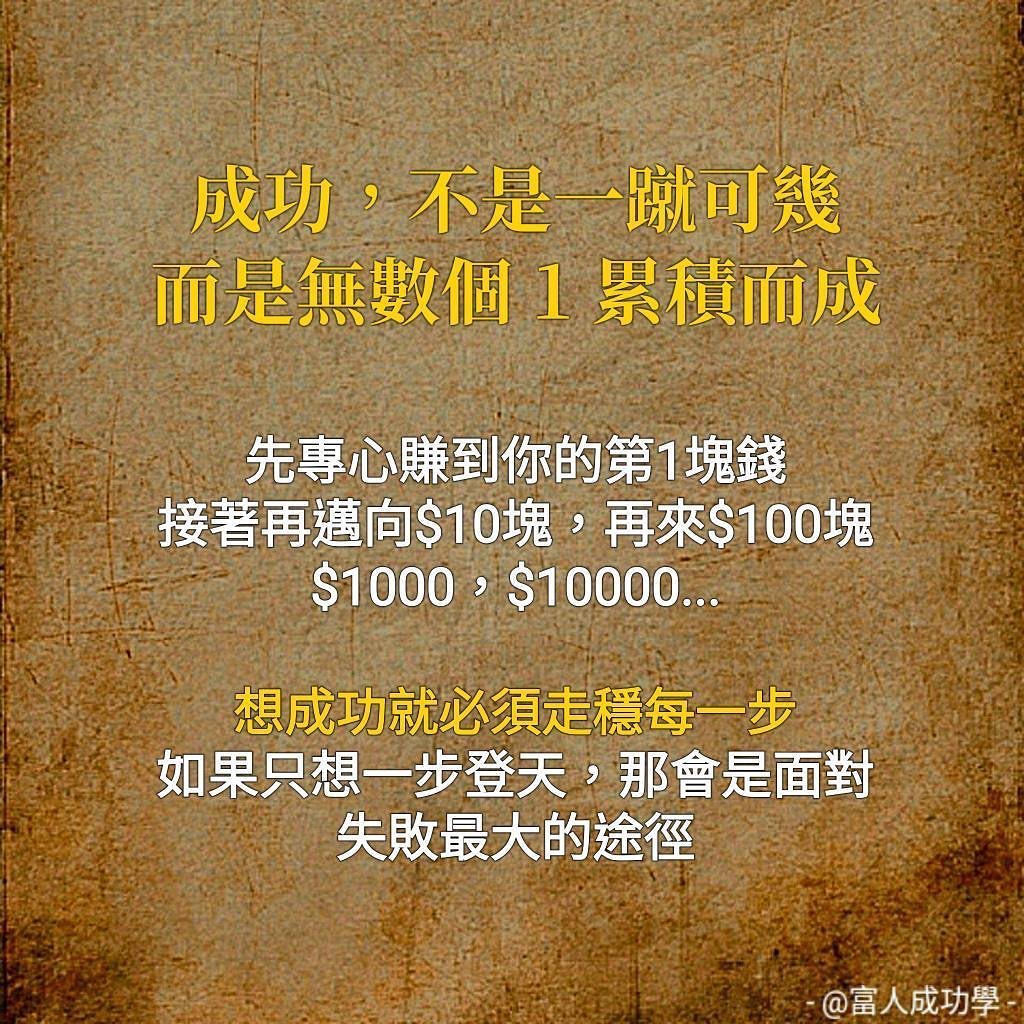 成功，不是一蹴可幾
而是無數個1累積而成
先專心賺到你的第1塊錢
接著再邁向$10塊，再來$100塊
$1000，$10000...
想成功就必須走穩每一步
如果只想一步登天，那會是面對
失敗最大的途徑
- @富人成功學 -